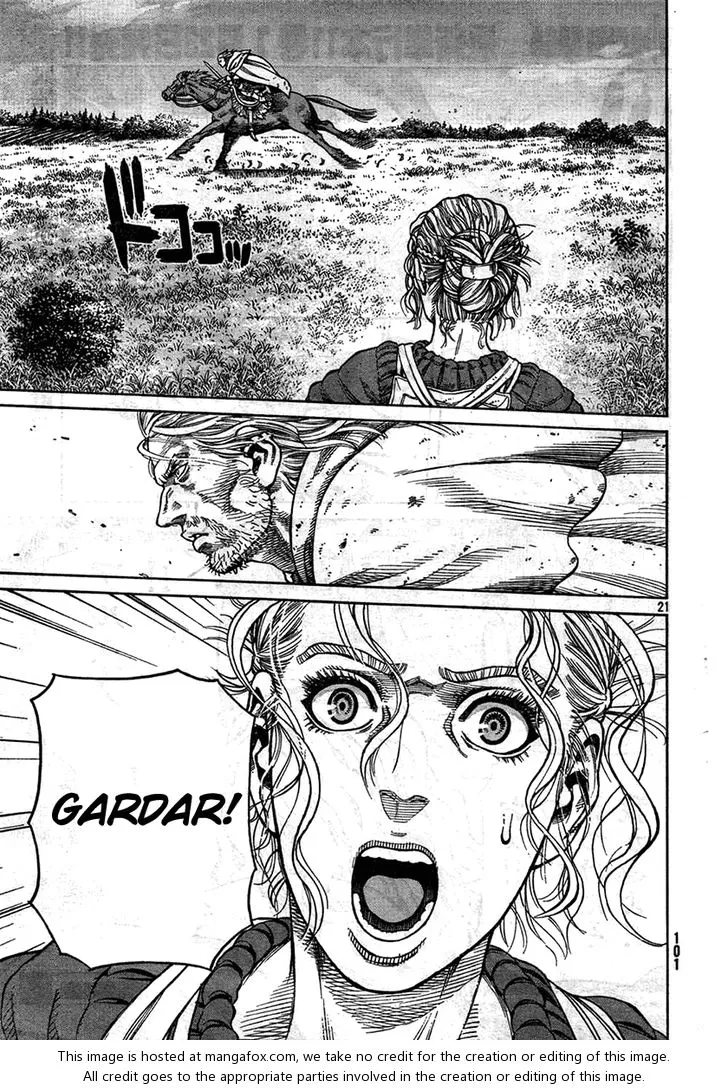 ドドコココッ
21
GARDAR!
101
This image is hosted at mangafox.com, we take no credit for the creation or editing of this image.
All credit goes to the appropriate parties involved in the creation or editing of this image.